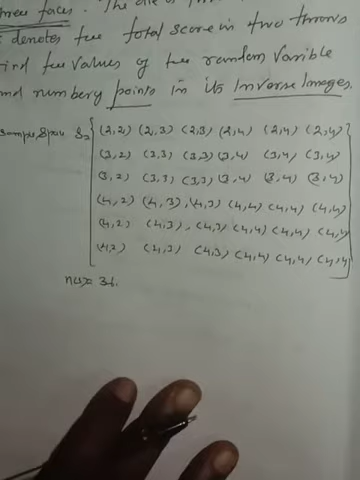 three faces. The die is
denotes the total score in two throws
find the values of the random variable
and number of points in its Inverse Images.
Sample Space S = { (2,2) (2,3) (2,3) (2,4) (2,4) (2,4)
(3,2) (3,3) (3,3) (3,4) (3,4) (3,4)
(3,2) (3,3) (3,3) (3,4) (3,4) (3,4)
(4,2) (4,3), (4,3) (4,4) (4,4) (4,4)
(4,2) (4,3), (4,3) (4,4) (4,4) (4,4)
(4,2) (4,3) (4,3) (4,4) (4,4) (4,4) }
n(s) = 36.